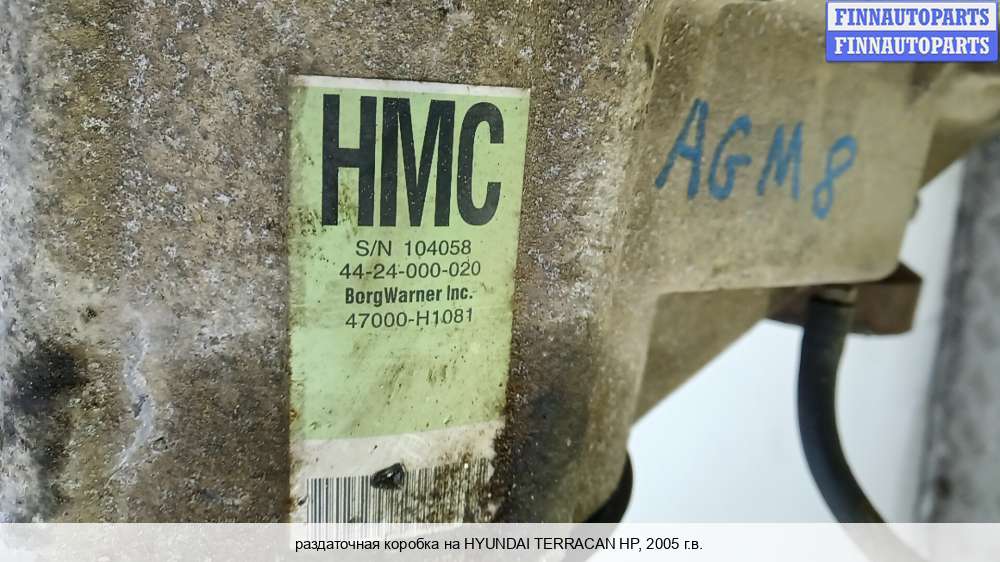 FINNAUTOPARTS
FINNAUTOPARTS
HMC
S/N 104058
44-24-000-020
BorgWarner Inc.
47000-H1081
AGM8
раздаточная коробка на HYUNDAI TERRACAN HP, 2005 г.в.